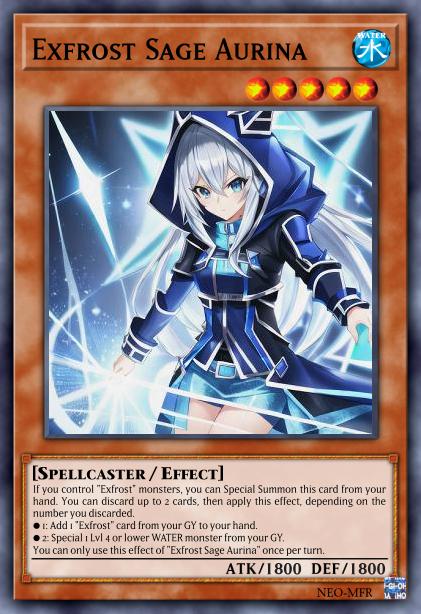 Exfrost Sage Aurina
WATER
水
[Spellcaster / Effect]
If you control "Exfrost" monsters, you can Special Summon this card from your
hand. You can discard up to 2 cards, then apply this effect, depending on the
number you discarded.
●1: Add 1 "Exfrost" card from your GY to your hand.
●2: Special 1 Lvl 4 or lower WATER monster from your GY.
You can only use this effect of "Exfrost Sage Aurina" once per turn.
ATK/1800 DEF/1800
NEO-MFR